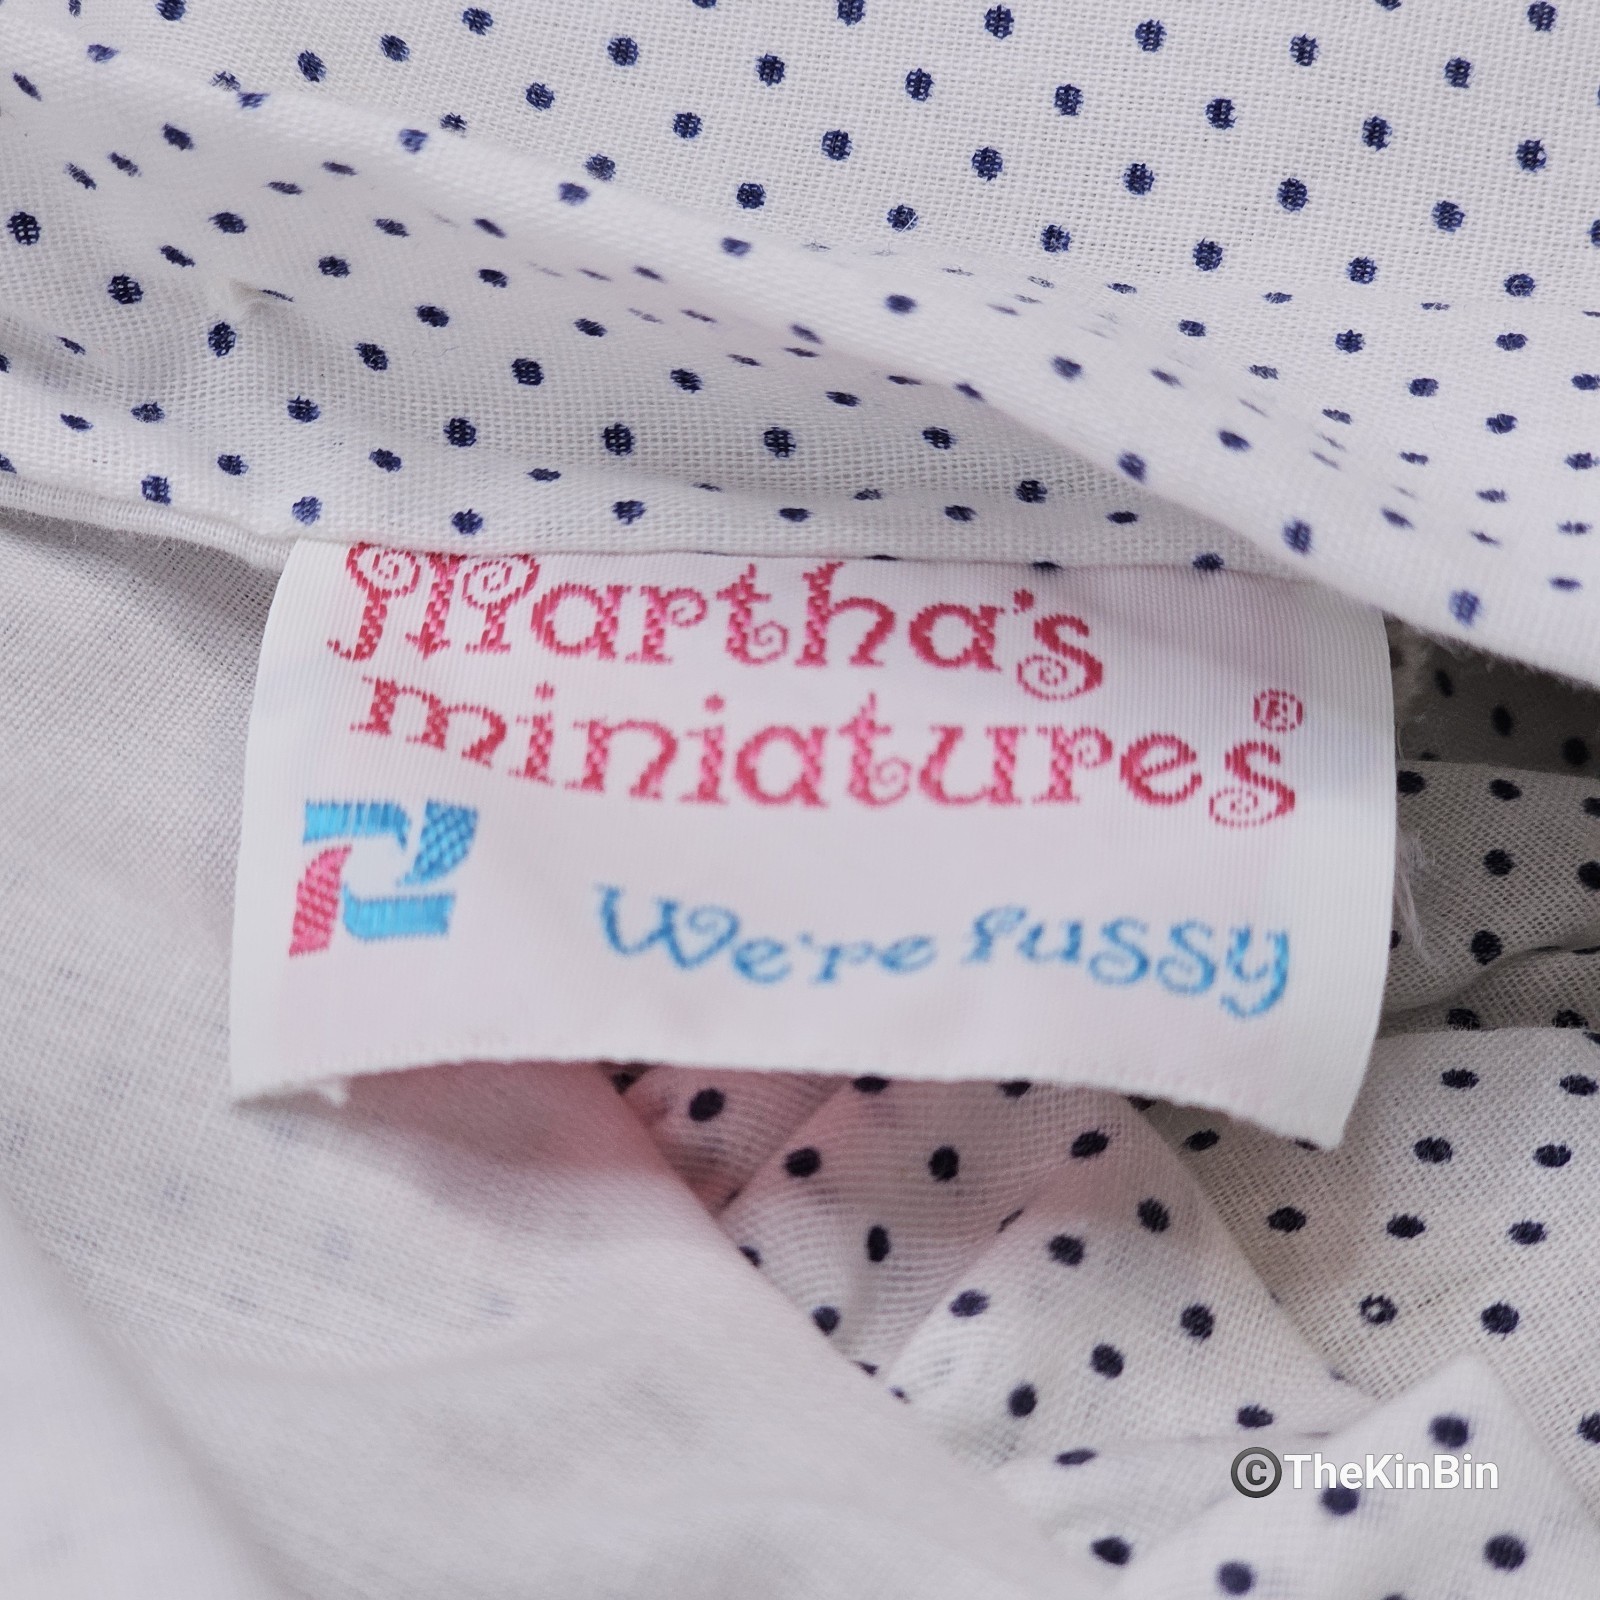 Martha's
miniatures®
We're fussy
©TheKinBin